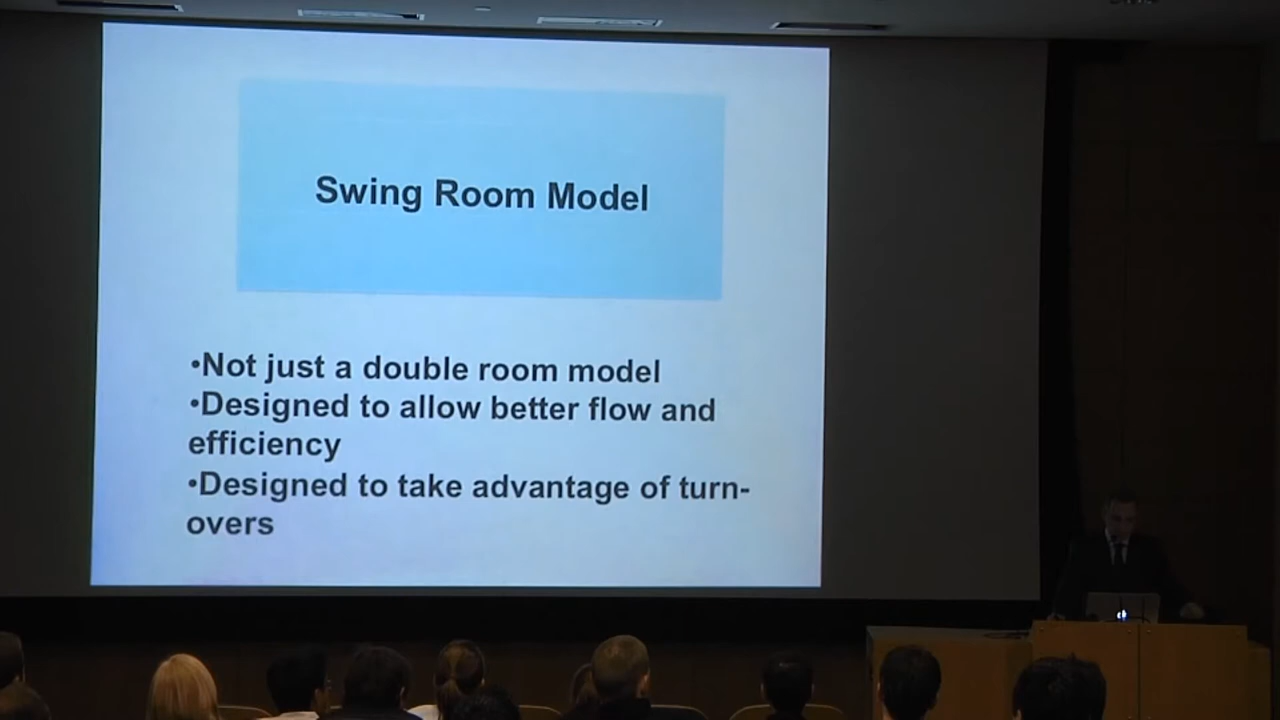 Swing Room Model
•Not just a double room model
•Designed to allow better flow and
efficiency
•Designed to take advantage of turn-
overs